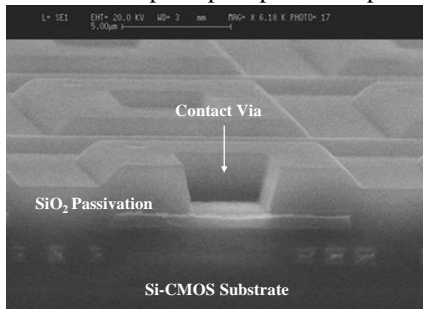 L= SE1 EHT= 20.0 KV WD= 3 mm MAG= X 6.18 K PHOTO= 17
5.00µm
Contact Via
SiO₂ Passivation
Si-CMOS Substrate